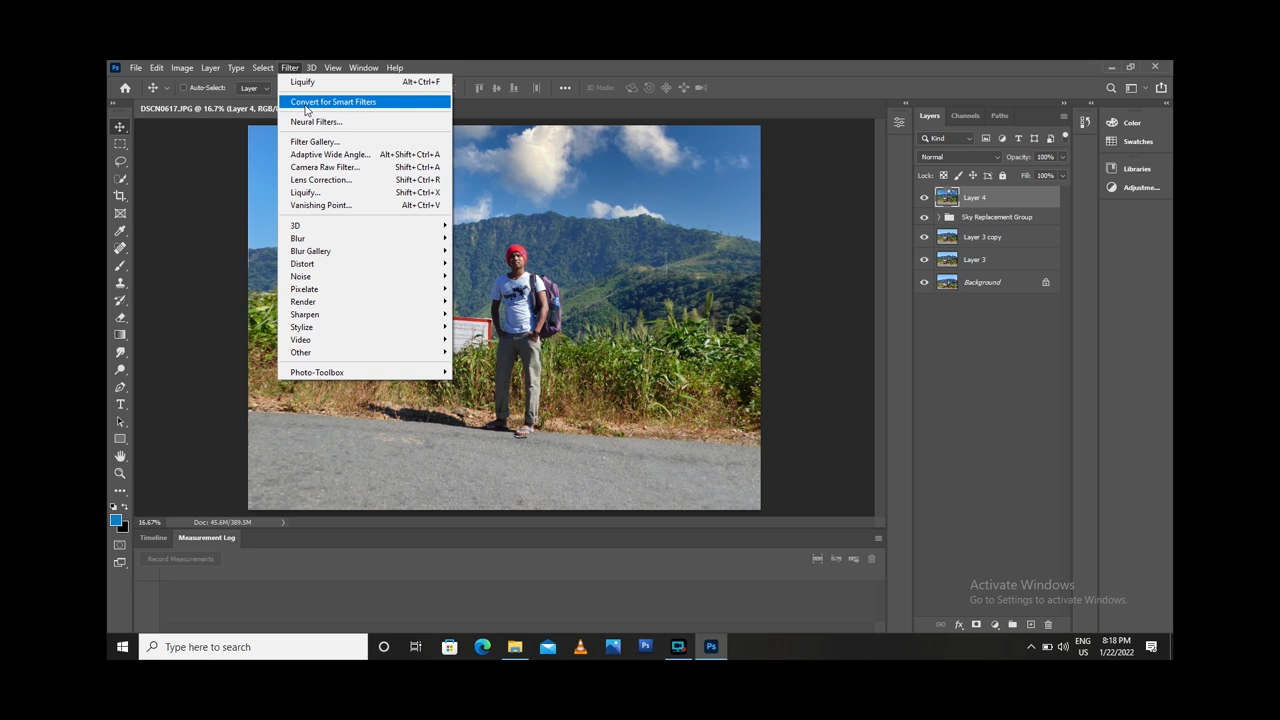 Ps File Edit Image Layer Type Select Filter 3D View Window Help
Auto-Select: Layer 3D Mode:
DSCN0617.JPG @ 16.7% (Layer 4, RGB/
Liquify Alt+Ctrl+F
Convert for Smart Filters
Neural Filters...
Filter Gallery...
Adaptive Wide Angle... Alt+Shift+Ctrl+A
Camera Raw Filter... Shift+Ctrl+A
Lens Correction... Shift+Ctrl+R
Liquify... Shift+Ctrl+X
Vanishing Point... Alt+Ctrl+V
3D
Blur
Blur Gallery
Distort
Noise
Pixelate
Render
Sharpen
Stylize
Video
Other
Photo-Toolbox
Layers Channels Paths
Kind
Normal Opacity: 100%
Lock: Fill: 100%
Layer 4
Sky Replacement Group
Layer 3 copy
Layer 3
Background
Color
Swatches
Libraries
Adjustme...
16.67% Doc: 45.6M/389.5M
Timeline Measurement Log
Record Measurements
Activate Windows
Go to Settings to activate Windows.
Type here to search
Ps
Ps
ENG
US
8:18 PM
1/22/2022